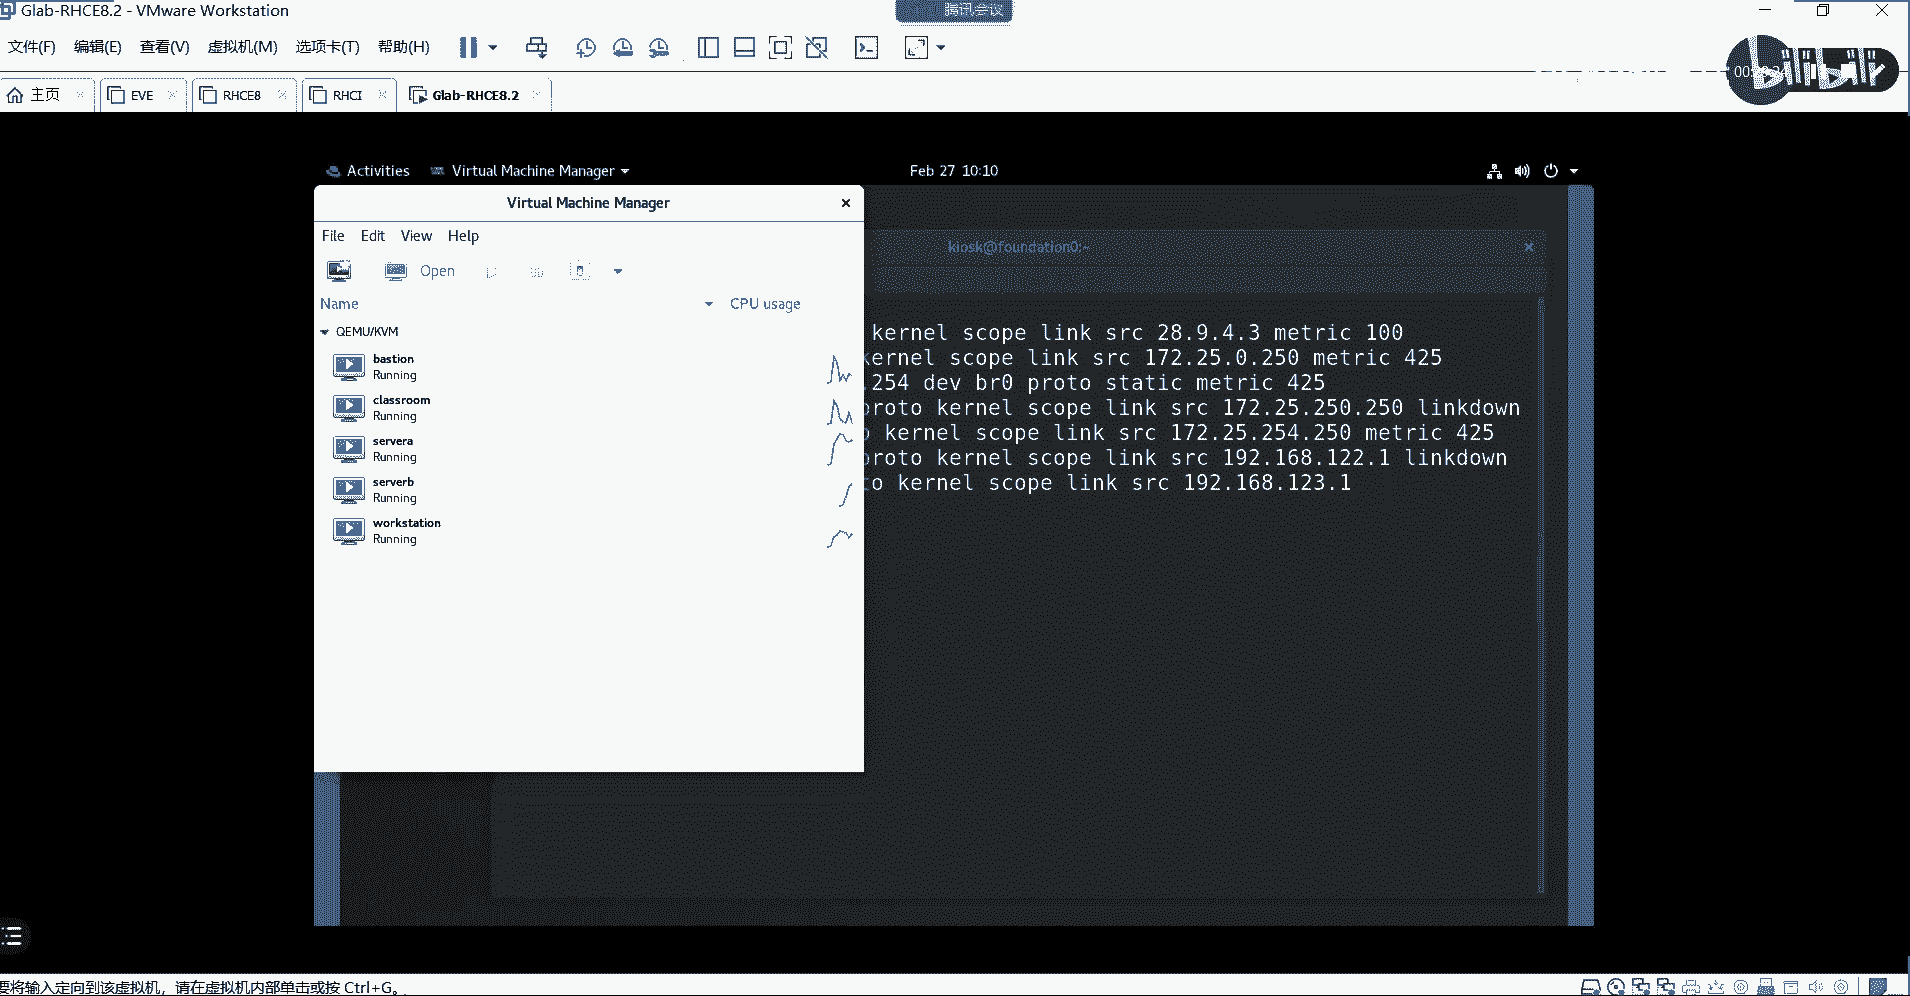 Glab-RHCE8.2 - VMware Workstation
腾讯会议
文件(F) 编辑(E) 查看(V) 虚拟机(M) 选项卡(T) 帮助(H)
bilibili
主页 EVE RHCE8 RHCI Glab-RHCE8.2
Activities Virtual Machine Manager Feb 27 10:10
Virtual Machine Manager
File Edit View Help
kiosk@foundation0:~
Open
Name CPU usage
QEMU/KVM
bastion
Running
classroom
Running
servera
Running
serverb
Running
workstation
Running
kernel scope link src 28.9.4.3 metric 100
kernel scope link src 172.25.0.250 metric 425
.254 dev br0 proto static metric 425
proto kernel scope link src 172.25.250.250 linkdown
o kernel scope link src 172.25.254.250 metric 425
proto kernel scope link src 192.168.122.1 linkdown
to kernel scope link src 192.168.123.1
要将输入定向到该虚拟机，请在虚拟机内部单击或按 Ctrl+G。